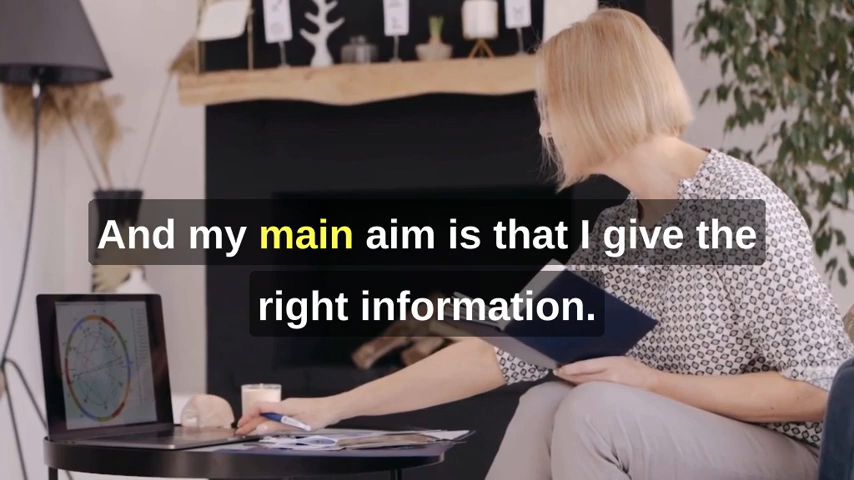 And my main aim is that I give the
right information.